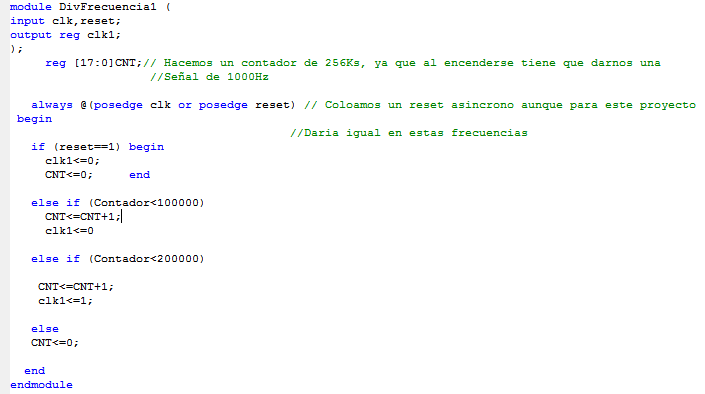 module DivFrecuencia1 (
input clk,reset;
output reg clk1;
);
reg [17:0]CNT;// Hacemos un contador de 256Ks, ya que al encenderse tiene que darnos una
//Señal de 1000Hz
always @(posedge clk or posedge reset) // Coloamos un reset asincrono aunque para este proyecto
begin
//Daria igual en estas frecuencias
if (reset==1) begin
clk1<=0;
CNT<=0; end
else if (Contador<100000)
CNT<=CNT+1;
clk1<=0
else if (Contador<200000)
CNT<=CNT+1;
clk1<=1;
else
CNT<=0;
end
endmodule